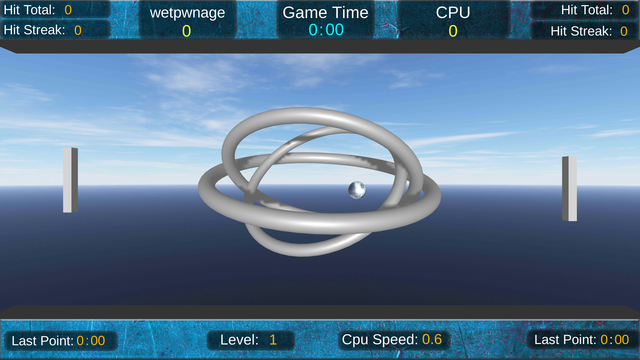 Hit Total: 0
Hit Streak: 0
wetpwnage
0
Game Time
0:00
CPU
0
Hit Total: 0
Hit Streak: 0
Last Point: 0:00
Level: 1
Cpu Speed: 0.6
Last Point: 0:00